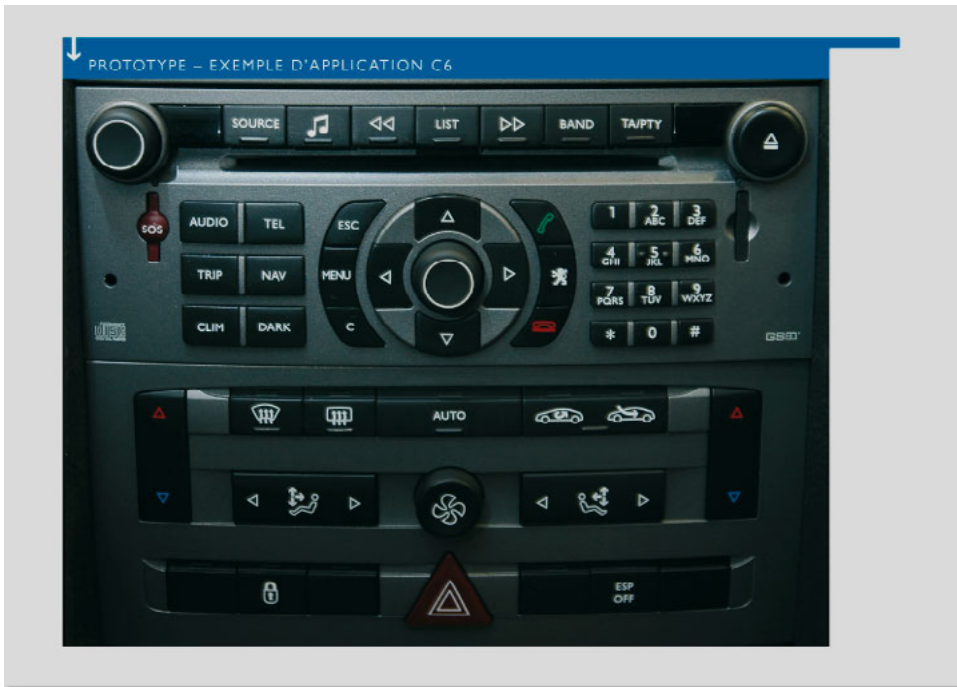 PROTOTYPE – EXEMPLE D'APPLICATION C6
SOURCE LIST BAND TA/PTY
SOS AUDIO TEL ESC 1 2 ABC 3 DEF
TRIP NAV MENU 4 GHI 5 JKL 6 MNO
CLIM DARK C 7 PQRS 8 TUV 9 WXYZ
* 0 #
DISC GSM
AUTO
ESP
OFF